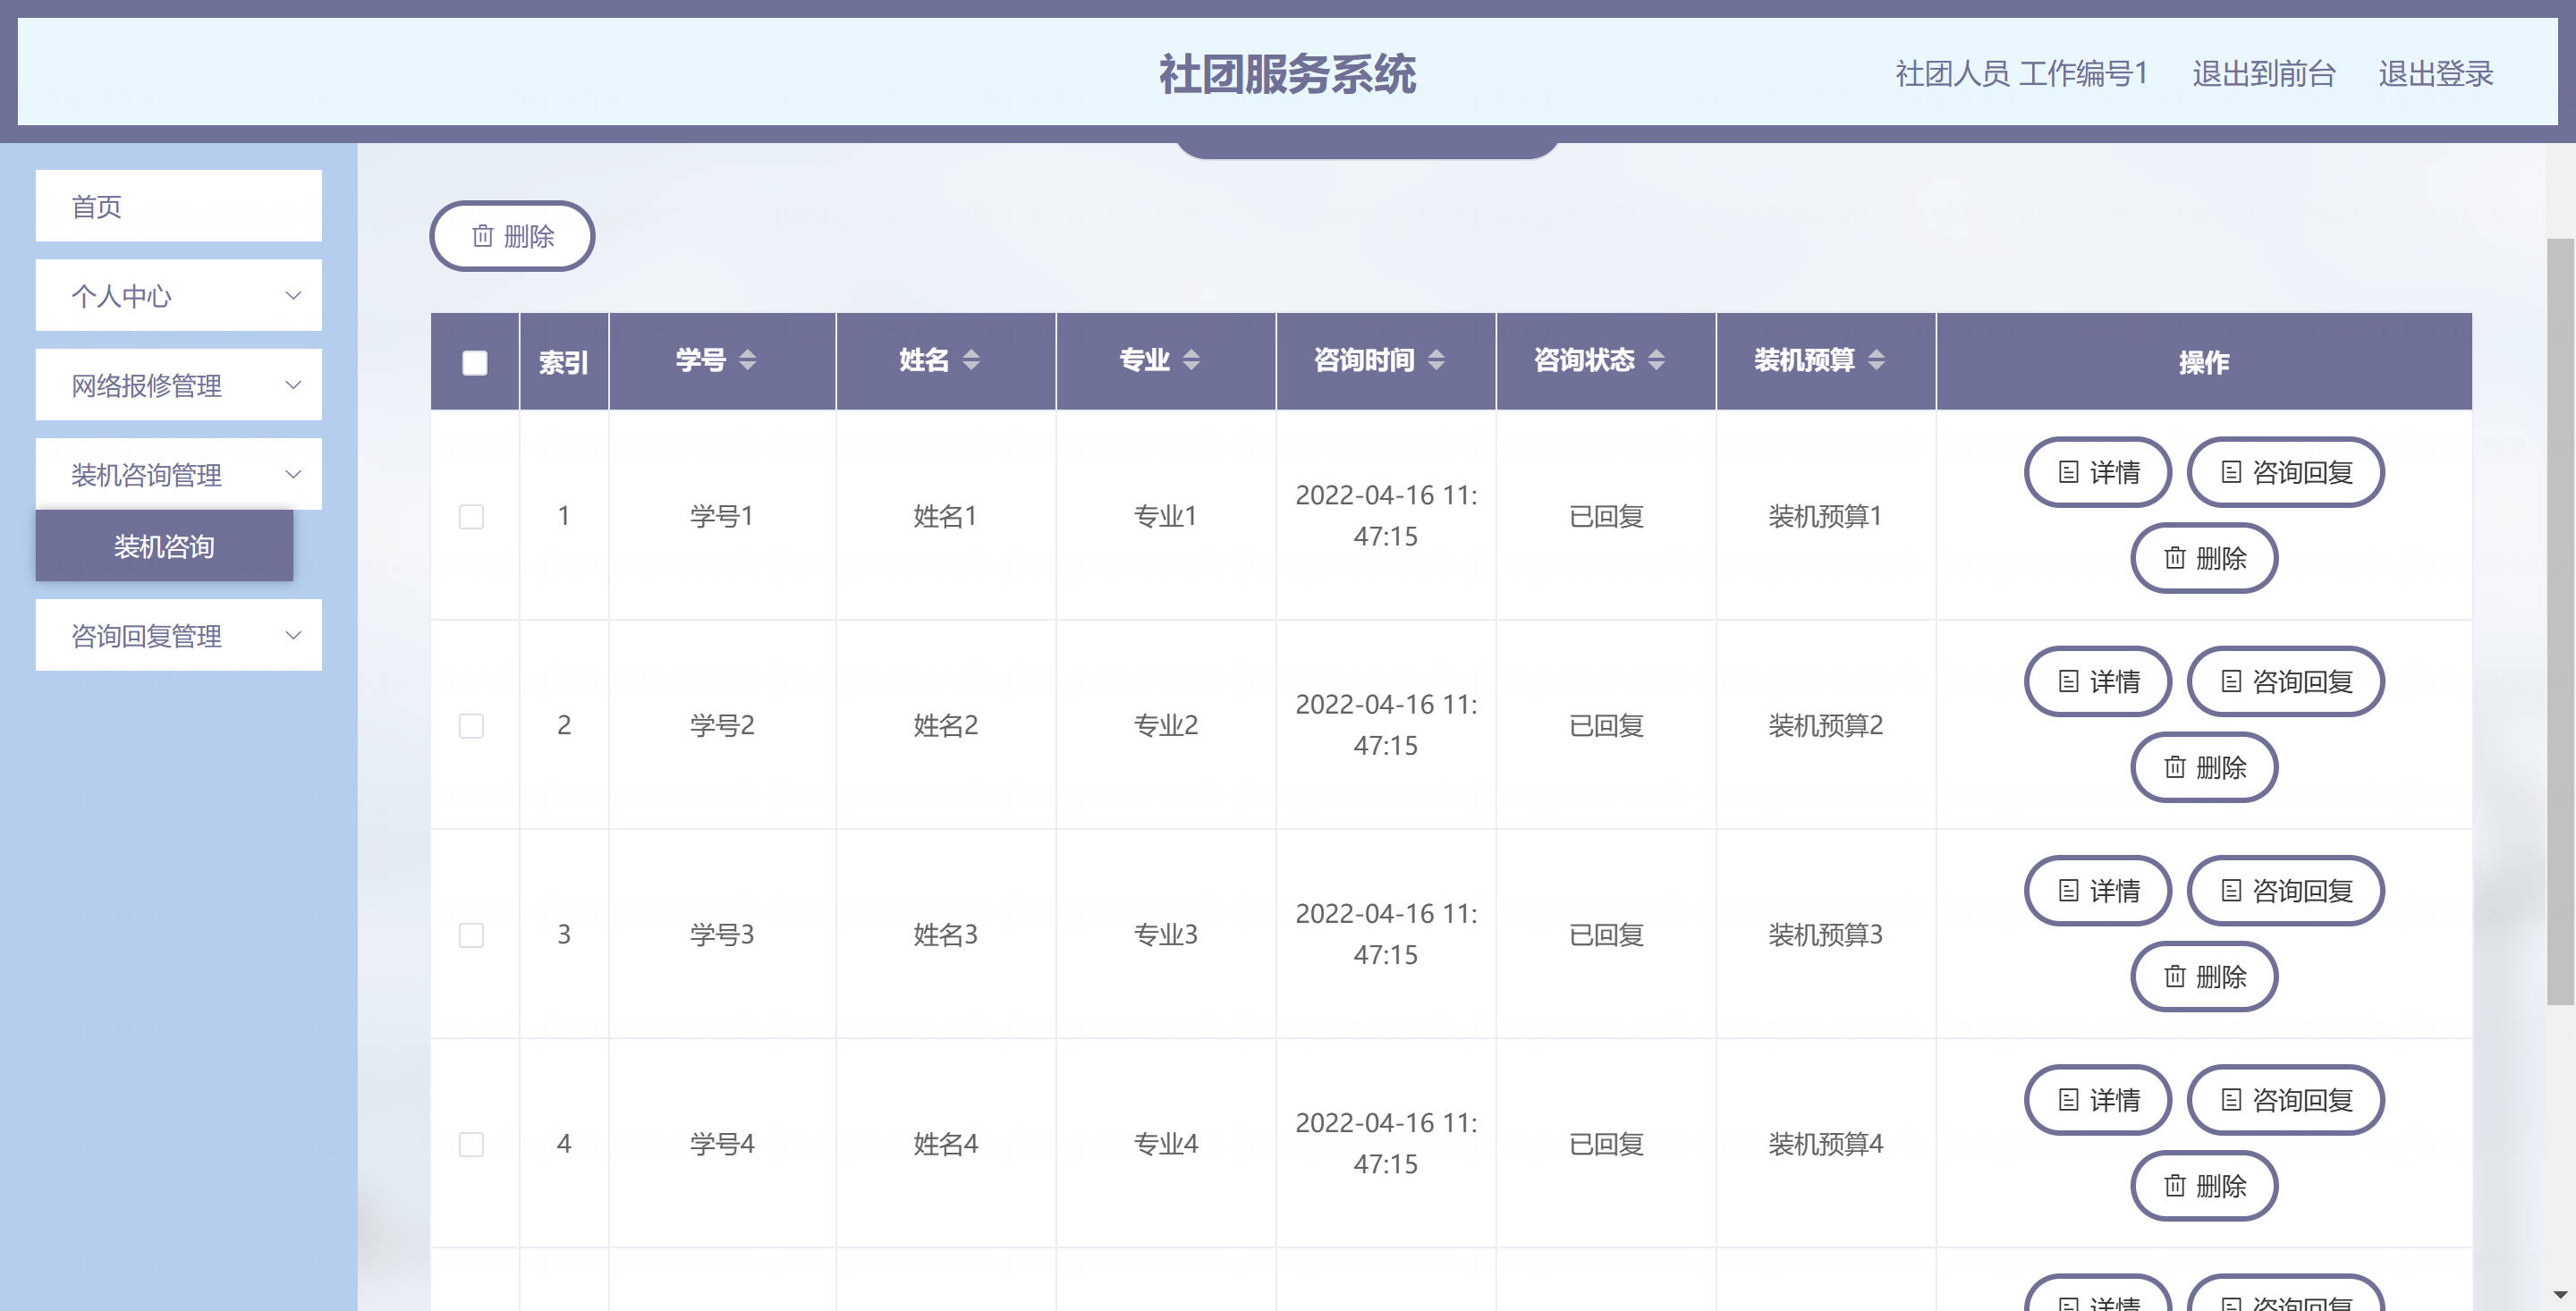 社团服务系统
社团人员 工作编号1 退出到前台 退出登录
首页
个人中心
网络报修管理
装机咨询管理
装机咨询
咨询回复管理
删除
索引 学号 姓名 专业 咨询时间 咨询状态 装机预算 操作
1 学号1 姓名1 专业1 2022-04-16 11:47:15 已回复 装机预算1 详情 咨询回复 删除
2 学号2 姓名2 专业2 2022-04-16 11:47:15 已回复 装机预算2 详情 咨询回复 删除
3 学号3 姓名3 专业3 2022-04-16 11:47:15 已回复 装机预算3 详情 咨询回复 删除
4 学号4 姓名4 专业4 2022-04-16 11:47:15 已回复 装机预算4 详情 咨询回复 删除
详情 咨询回复